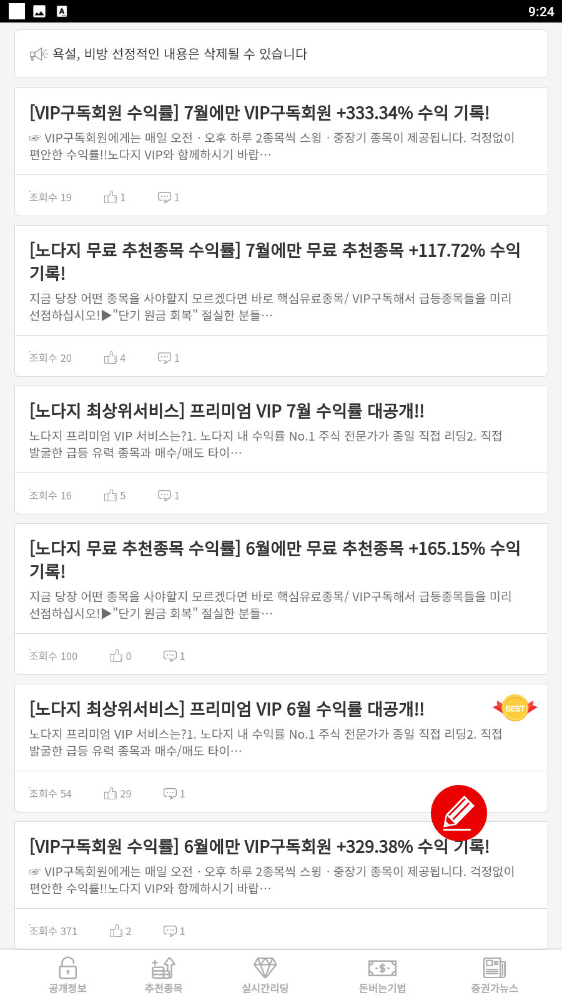 9:24
욕설, 비방 선정적인 내용은 삭제될 수 있습니다
[VIP구독회원 수익률] 7월에만 VIP구독회원 +333.34% 수익 기록!
☞ VIP구독회원에게는 매일 오전 · 오후 하루 2종목씩 스윙 · 중장기 종목이 제공됩니다. 걱정없이
편안한 수익률!!노다지 VIP와 함께하시기 바랍…
조회수 19 1 1
[노다지 무료 추천종목 수익률] 7월에만 무료 추천종목 +117.72% 수익
기록!
지금 당장 어떤 종목을 사야할지 모르겠다면 바로 핵심유료종목/ VIP구독해서 급등종목들을 미리
선점하십시오!▶"단기 원금 회복" 절실한 분들…
조회수 20 4 1
[노다지 최상위서비스] 프리미엄 VIP 7월 수익률 대공개!!
노다지 프리미엄 VIP 서비스는?1. 노다지 내 수익률 No.1 주식 전문가가 종일 직접 리딩2. 직접
발굴한 급등 유력 종목과 매수/매도 타이…
조회수 16 5 1
[노다지 무료 추천종목 수익률] 6월에만 무료 추천종목 +165.15% 수익
기록!
지금 당장 어떤 종목을 사야할지 모르겠다면 바로 핵심유료종목/ VIP구독해서 급등종목들을 미리
선점하십시오!▶"단기 원금 회복" 절실한 분들…
조회수 100 0 1
[노다지 최상위서비스] 프리미엄 VIP 6월 수익률 대공개!!
BEST
노다지 프리미엄 VIP 서비스는?1. 노다지 내 수익률 No.1 주식 전문가가 종일 직접 리딩2. 직접
발굴한 급등 유력 종목과 매수/매도 타이…
조회수 54 29 1
[VIP구독회원 수익률] 6월에만 VIP구독회원 +329.38% 수익 기록!
☞ VIP구독회원에게는 매일 오전 · 오후 하루 2종목씩 스윙 · 중장기 종목이 제공됩니다. 걱정없이
편안한 수익률!!노다지 VIP와 함께하시기 바랍…
조회수 371 2 1
공개정보 추천종목 실시간리딩 돈버는기법 증권가뉴스